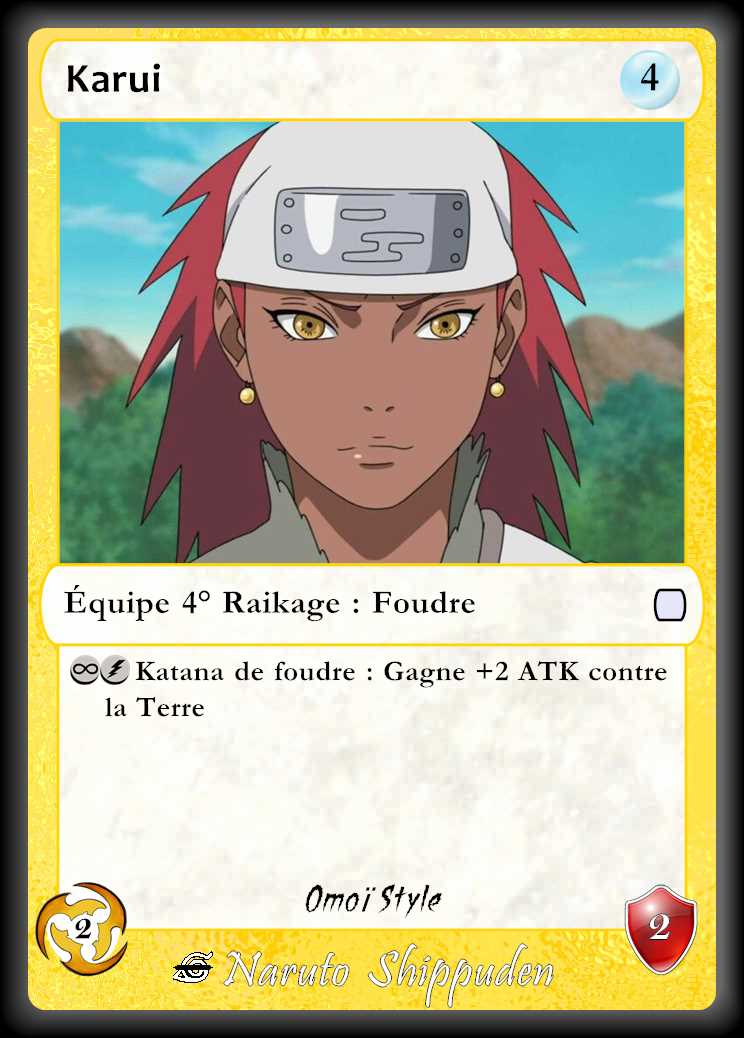 Karui
4
Équipe 4° Raikage : Foudre
Katana de foudre : Gagne +2 ATK contre
la Terre
Omoï Style
2
2
Naruto Shippuden